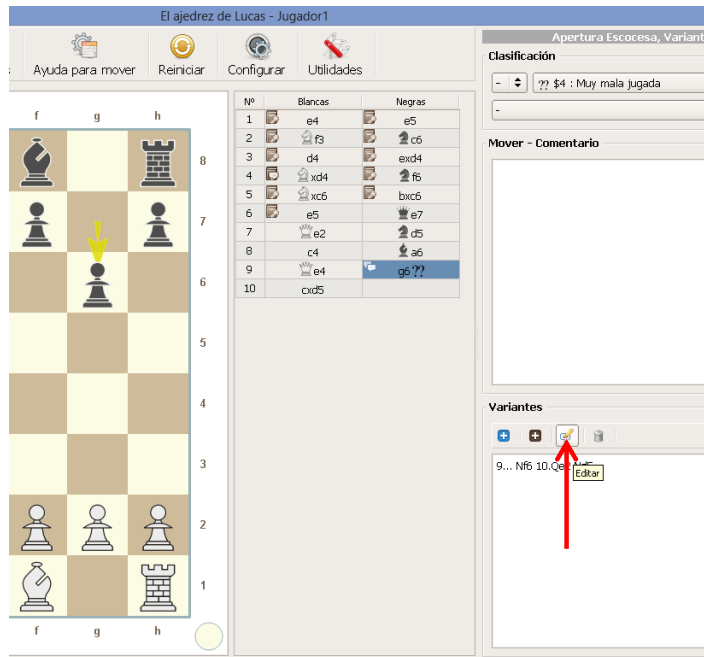 El ajedrez de Lucas - Jugador1
Ayuda para mover Reiniciar Configurar Utilidades
Apertura Escocesa, Variant
Clasificación
- ?? $4 : Muy mala jugada
-
Mover - Comentario
Nº Blancas Negras
1 e4 e5
2 f3 c6
3 d4 exd4
4 xd4 f6
5 xc6 bxc6
6 e5 e7
7 e2 d5
8 c4 a6
9 e4 g6??
10 cxd5
f g h
8
7
6
5
4
3
2
1
f g h
Variantes
9... Nf6 10.Qe2
Editar